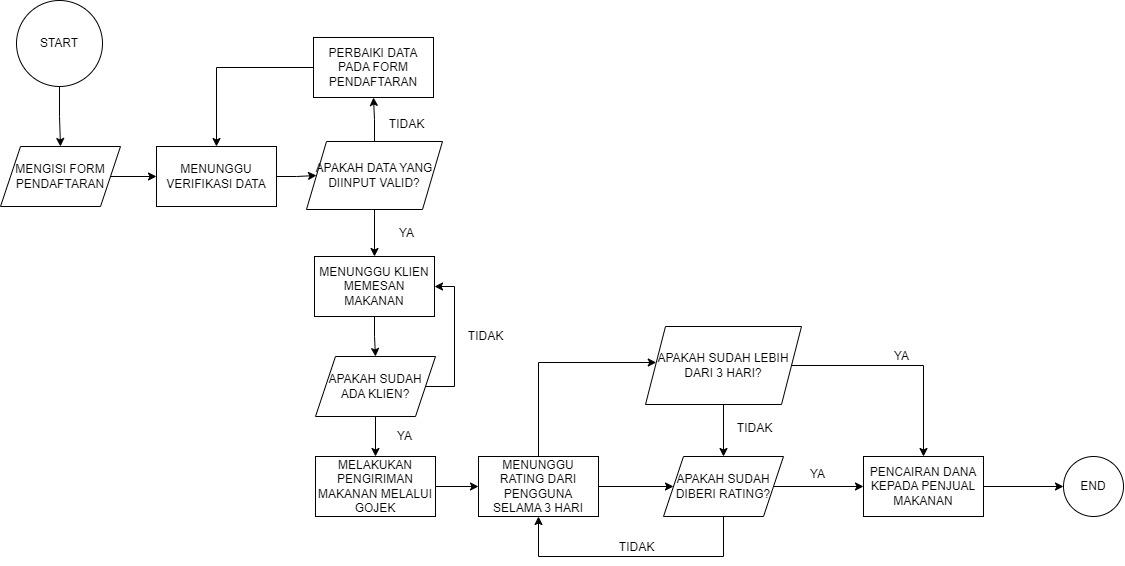 START
MENGISI FORM
PENDAFTARAN
MENUNGGU
VERIFIKASI DATA
PERBAIKI DATA
PADA FORM
PENDAFTARAN
TIDAK
APAKAH DATA YANG
DIINPUT VALID?
YA
MENUNGGU KLIEN
MEMESAN
MAKANAN
TIDAK
APAKAH SUDAH
ADA KLIEN?
YA
MELAKUKAN
PENGIRIMAN
MAKANAN MELALUI
GOJEK
MENUNGGU
RATING DARI
PENGGUNA
SELAMA 3 HARI
APAKAH SUDAH LEBIH
DARI 3 HARI?
YA
TIDAK
APAKAH SUDAH
DIBERI RATING?
YA
TIDAK
PENCAIRAN DANA
KEPADA PENJUAL
MAKANAN
END